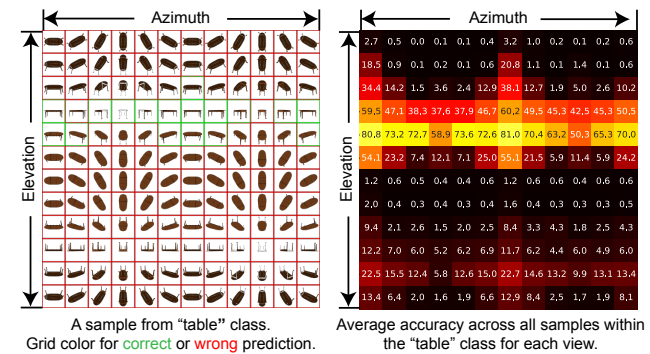 Azimuth
Azimuth
Elevation
Elevation
2.7 0.5 0.0 0.1 0.1 0.4 3.2 1.0 0.2 0.1 0.2 0.6
18.5 0.9 0.1 0.2 0.1 0.6 20.8 1.1 0.1 1.4 0.1 0.6
34.4 14.2 1.5 3.6 2.4 12.9 38.1 12.7 1.9 5.0 2.6 10.2
59,5 47,1 38,3 37,6 37,9 46,7 60,2 49,5 45,3 42,5 45,3 50,5
80,8 73,2 72,7 58,9 73,6 72,6 81,0 70,4 63,2 50,3 65,3 70,0
54,1 23,2 7.4 12.1 7.1 25.0 55.1 21.5 5.9 11.4 5.9 24.2
1.2 0.6 0.5 0.4 0.4 0.6 1.2 0.6 0.6 0.4 0.6 0.6
2.0 0.4 0.3 0.4 0.3 0.4 1.6 0.4 0.3 0.3 0.3 0.5
9.4 2.1 2.6 1.5 2.0 2.5 8.4 3.3 4.3 1.8 2.5 4.3
12.2 7.0 6.0 5.2 6.2 6.9 11.7 6.2 4.4 6.0 4.9 6.0
22.5 15.5 12.4 5.8 12.6 15.0 22.7 14.6 13.2 9.9 13.1 13.4
13,4 6.4 2.0 1.6 1.9 6.6 12.9 8.4 2.5 1.7 1.9 8.1
A sample from "table" class.
Grid color for correct or wrong prediction.
Average accuracy across all samples within
the "table" class for each view.